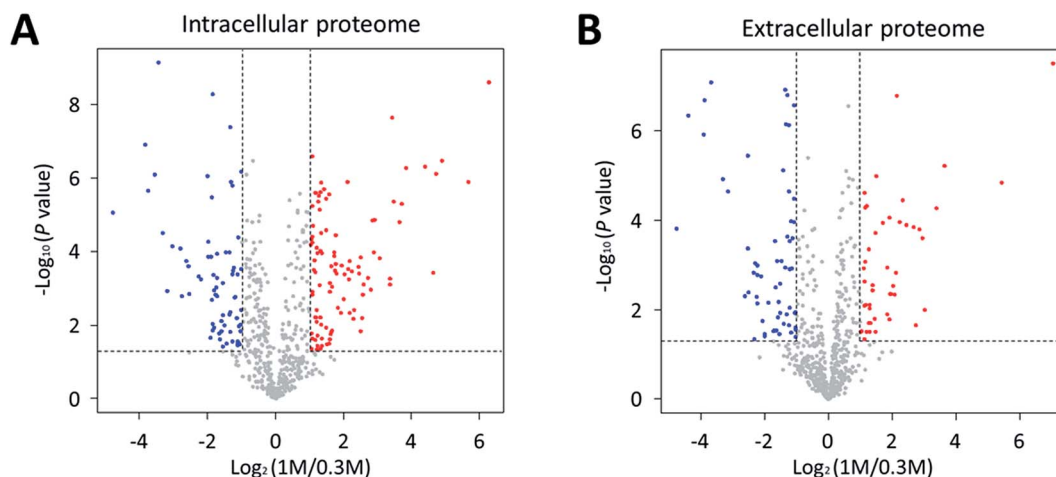 A
Intracellular proteome
-Log₁₀(P value)
8
6
4
2
0
-4 -2 0 2 4 6
Log₂(1M/0.3M)
B
Extracellular proteome
-Log₁₀(P value)
6
4
2
0
-4 -2 0 2 4 6
Log₂(1M/0.3M)